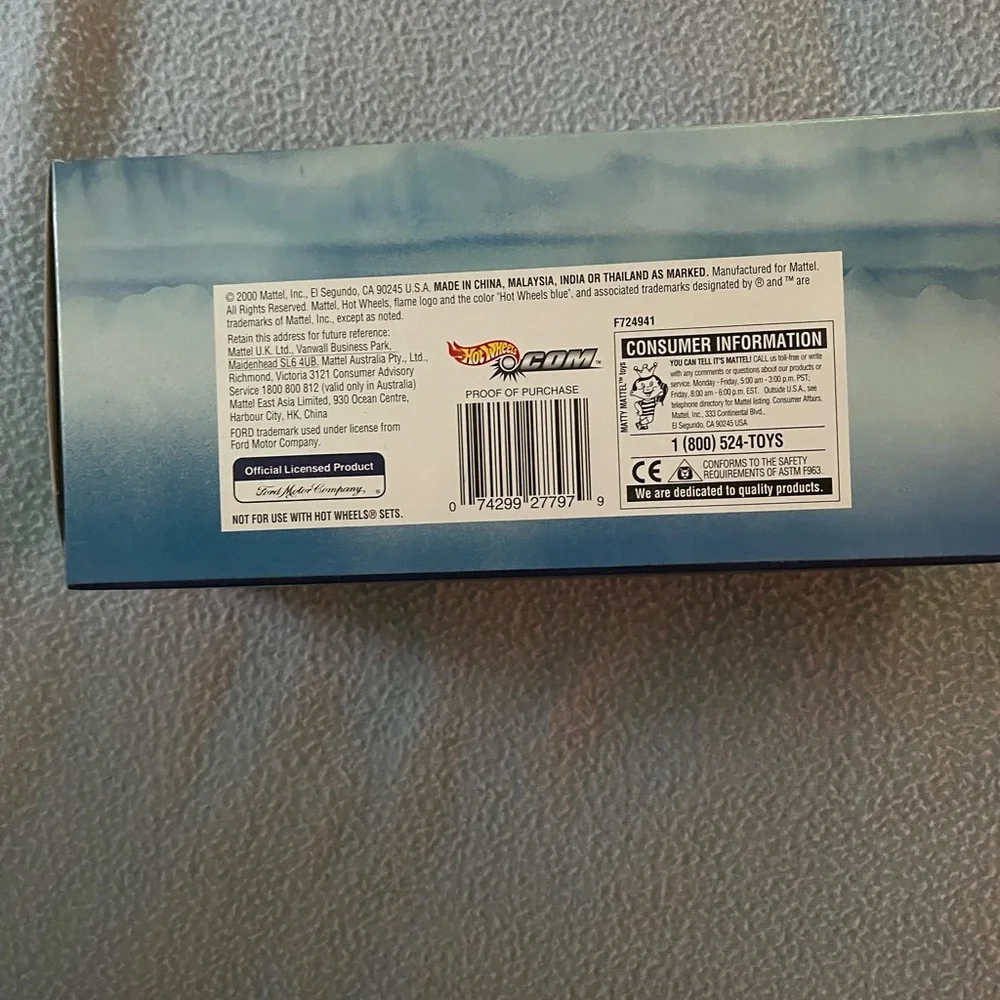 © 2000 Mattel, Inc., El Segundo, CA 90245 U.S.A. MADE IN CHINA, MALAYSIA, INDIA OR THAILAND AS MARKED. Manufactured for Mattel.
All Rights Reserved. Mattel, Hot Wheels, flame logo and the color "Hot Wheels blue", and associated trademarks designated by ® and ™ are
trademarks of Mattel, Inc., except as noted.
Retain this address for future reference:
Mattel U.K. Ltd., Vanwall Business Park,
Maidenhead SL6 4UB. Mattel Australia Pty., Ltd.,
Richmond, Victoria 3121 Consumer Advisory
Service 1800 800 812 (valid only in Australia)
Mattel East Asia Limited, 930 Ocean Centre,
Harbour City, HK, China
FORD trademark used under license from
Ford Motor Company.
Official Licensed Product
Ford Motor Company ®
NOT FOR USE WITH HOT WHEELS® SETS.
HOT WHEELS .COM™
PROOF OF PURCHASE
0 74299 27797 9
F724941
CONSUMER INFORMATION
MATTY MATTEL™ toys
YOU CAN TELL IT'S MATTEL! CALL us toll-free or write
with any comments or questions about our products or
service. Monday - Friday, 5:00 am - 3:00 p.m. PST;
Friday, 8:00 am - 6:00 p.m. EST. Outside U.S.A., see
telephone directory for Mattel listing. Consumer Affairs,
Mattel, Inc., 333 Continental Blvd.,
El Segundo, CA 90245 USA
1 (800) 524-TOYS
CE
CONFORMS TO THE SAFETY
REQUIREMENTS OF ASTM F963.
We are dedicated to quality products.